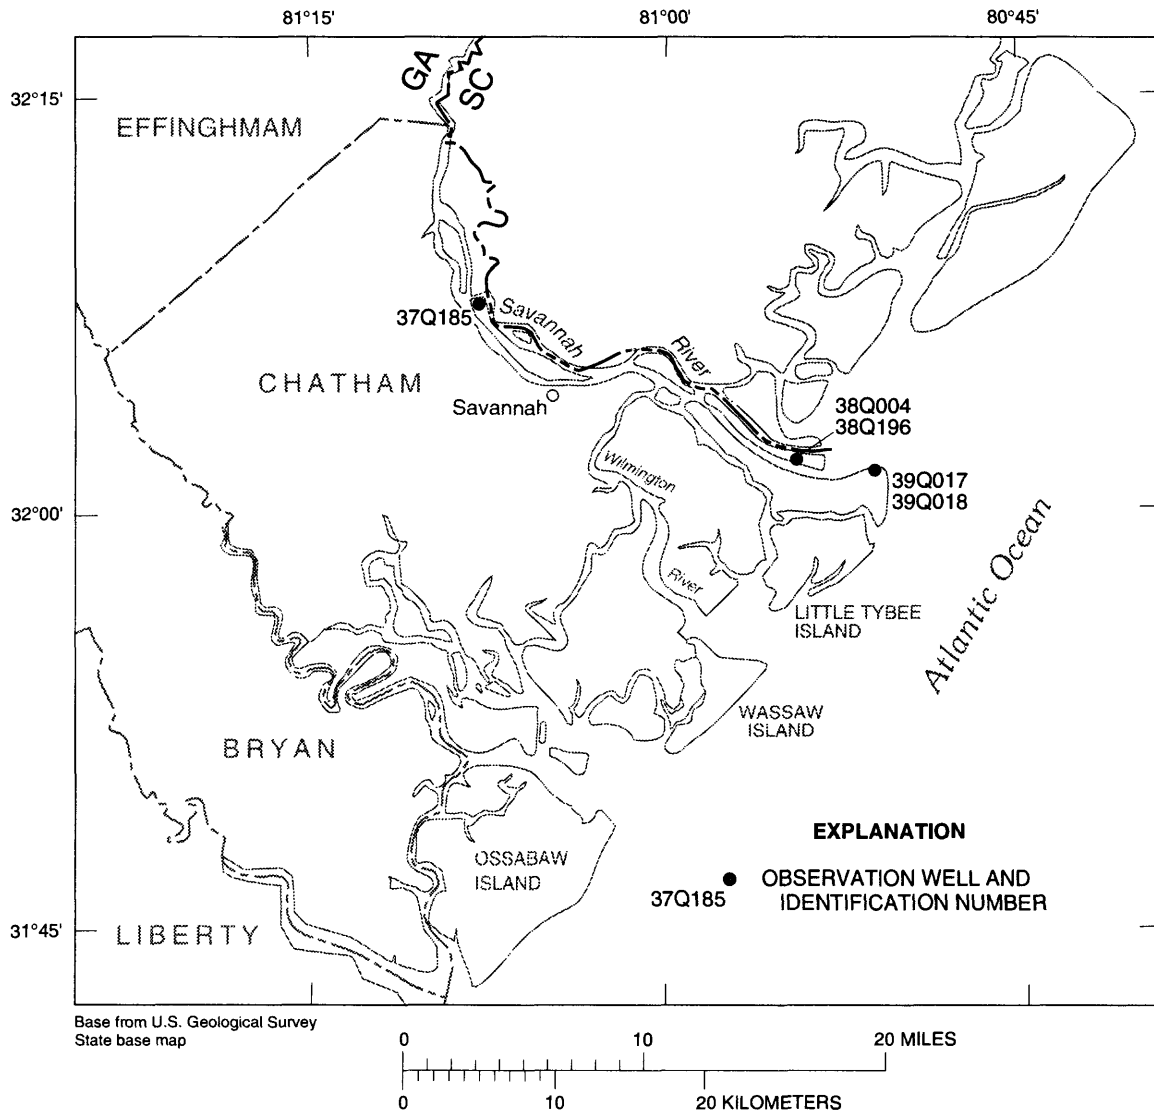 81°15'
81°00'
80°45'
GA
SC
32°15'
EFFINGHMAM
37Q185
Savannah
River
CHATHAM
Savannah
38Q004
38Q196
39Q017
39Q018
Wilmington
River
32°00'
LITTLE TYBEE
ISLAND
Atlantic Ocean
WASSAW
ISLAND
BRYAN
OSSABAW
ISLAND
EXPLANATION
37Q185
OBSERVATION WELL AND
IDENTIFICATION NUMBER
31°45'
LIBERTY
Base from U.S. Geological Survey
State base map
0 10 20 MILES
0 10 20 KILOMETERS